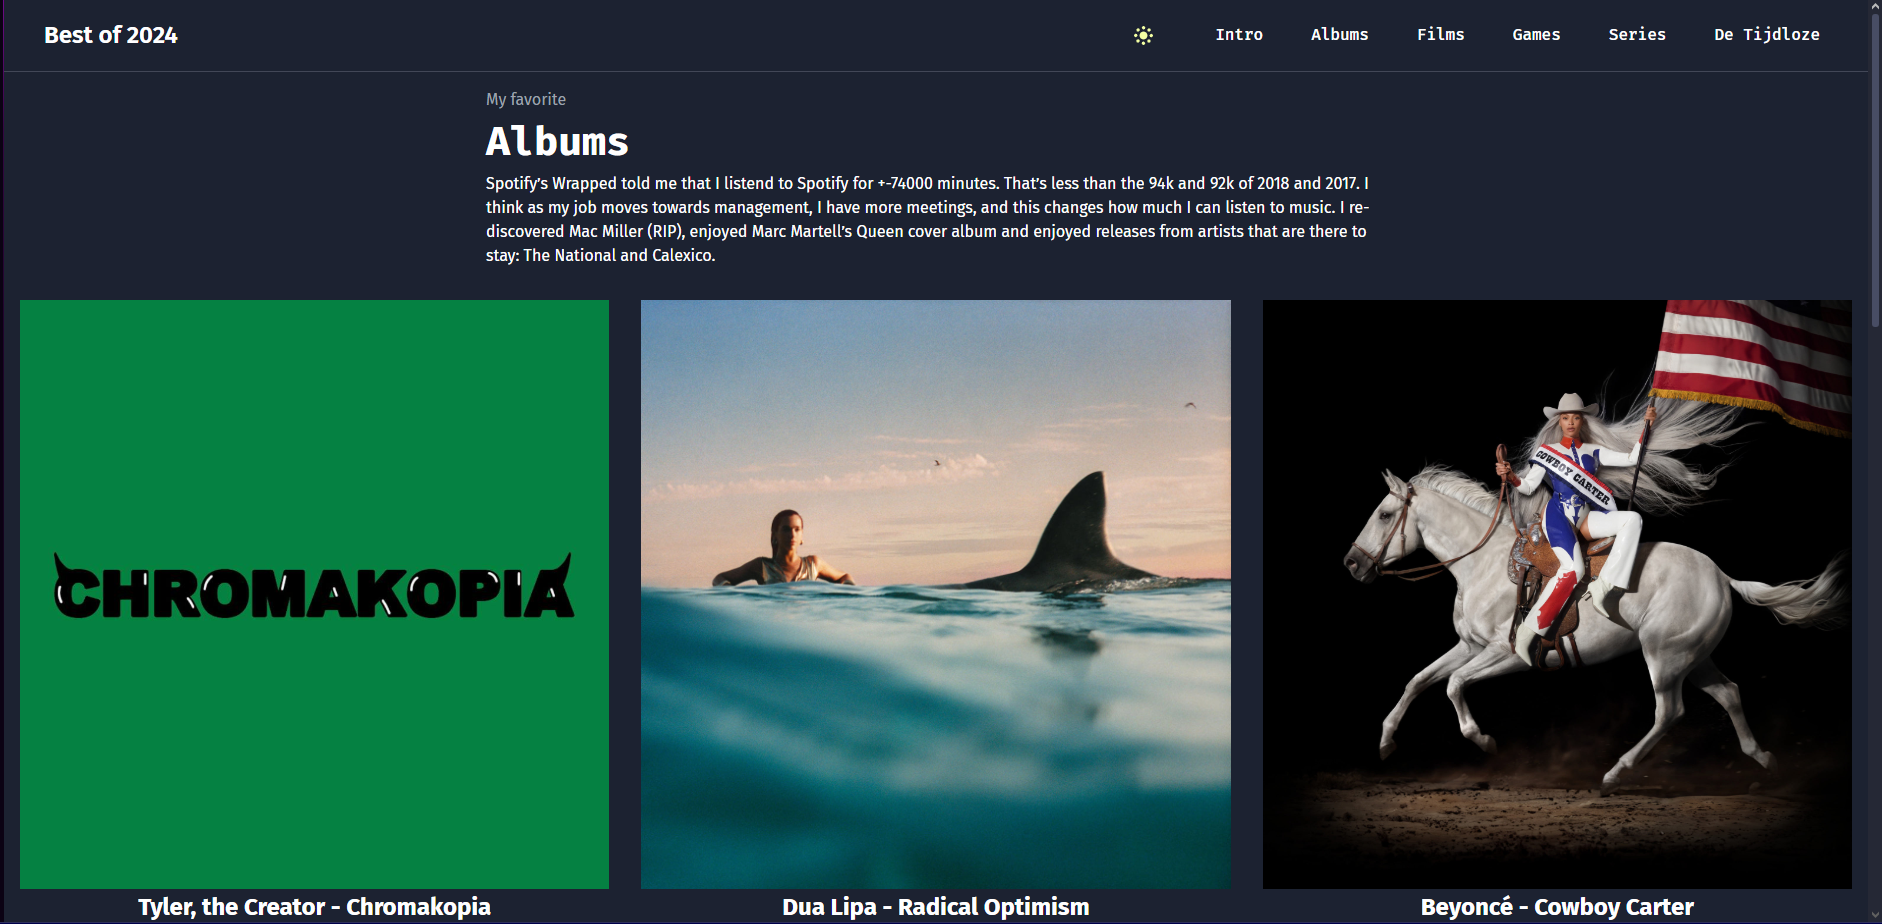 Best of 2024
Intro
Albums
Films
Games
Series
De Tijdloze
My favorite
Albums
Spotify's Wrapped told me that I listend to Spotify for +-74000 minutes. That's less than the 94k and 92k of 2018 and 2017. I
think as my job moves towards management, I have more meetings, and this changes how much I can listen to music. I re-
discovered Mac Miller (RIP), enjoyed Marc Martell's Queen cover album and enjoyed releases from artists that are there to
stay: The National and Calexico.
CHROMAKOPIA
COWBOY CARTER
Tyler, the Creator - Chromakopia
Dua Lipa - Radical Optimism
Beyoncé - Cowboy Carter